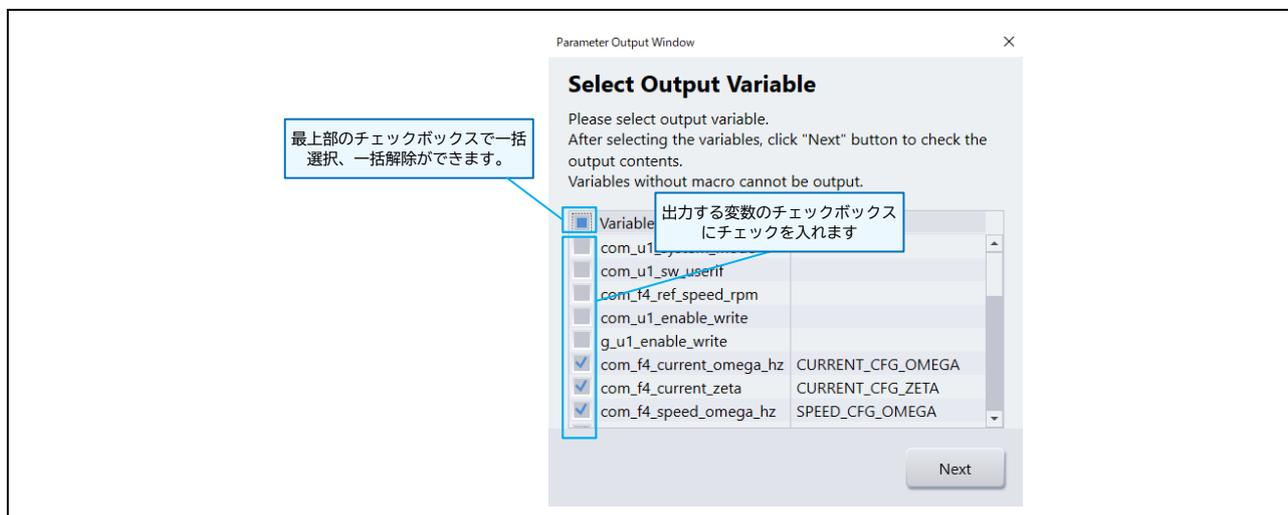 Parameter Output Window
Select Output Variable
Please select output variable.
After selecting the variables, click "Next" button to check the
output contents.
Variables without macro cannot be output.
最上部のチェックボックスで一括
選択、一括解除ができます。
出力する変数のチェックボックス
にチェックを入れます
Variable
com_u1_sw_userif
com_f4_ref_speed_rpm
com_u1_enable_write
g_u1_enable_write
com_f4_current_omega_hz CURRENT_CFG_OMEGA
com_f4_current_zeta CURRENT_CFG_ZETA
com_f4_speed_omega_hz SPEED_CFG_OMEGA
Next